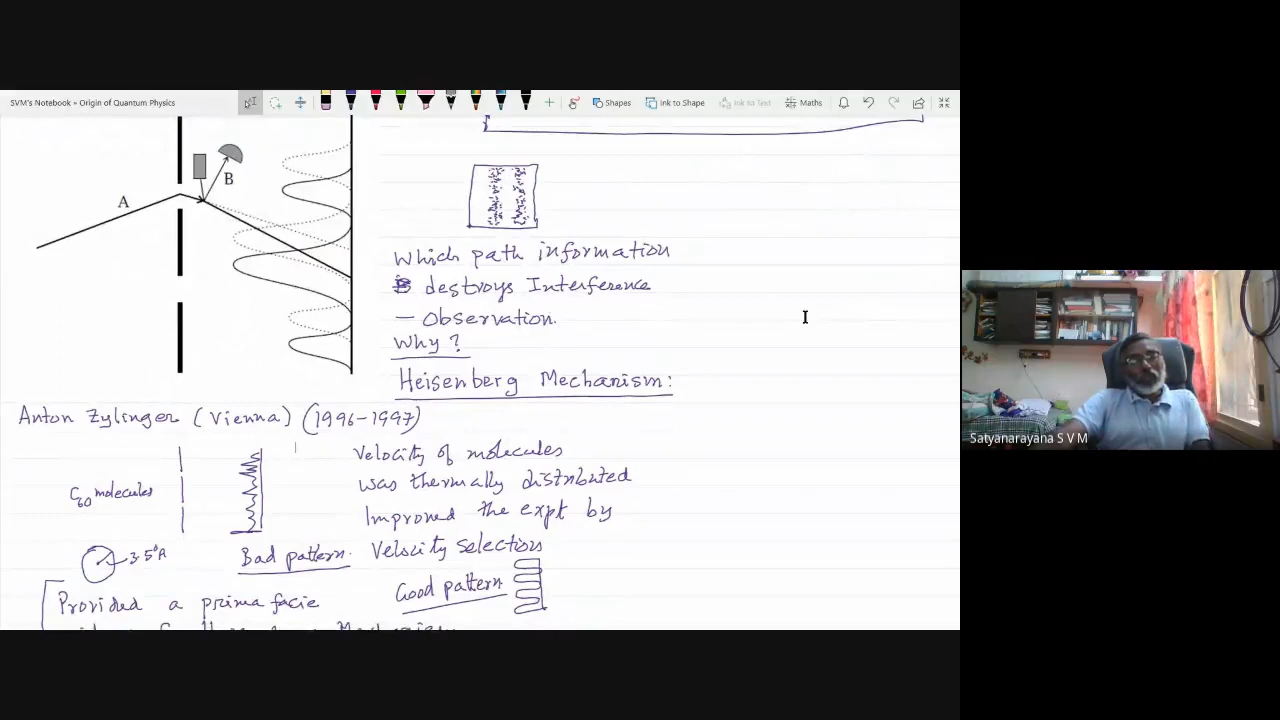 SVM's Notebook » Origin of Quantum Physics
Shapes
Ink to Shape
Ink to Text
Maths
A
B
Which path information
destroys Interference
— Observation.
Why?
Heisenberg Mechanism:
Anton Zylinger (Vienna) (1996-1997)
C60 molecules
3.5°A
Bad pattern.
Velocity of molecules
was thermally distributed
Improved the expt by
Velocity selection
Good pattern
Provided a prima facie
Satyanarayana S V M